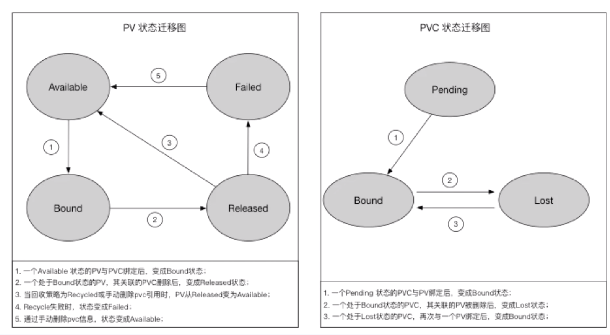 PV 状态迁移图
Available
Failed
Bound
Released
5
1
3
4
2
1. 一个Available 状态的PV与PVC绑定后，变成Bound状态；
2. 一个处于Bound状态的PV，其关联的PVC删除后，变成Released状态；
3. 当回收策略为Recycled或手动删除pvc引用时，PV从Released变为Available；
4. Recycle失败时，状态变成Failed；
5. 通过手动删除pvc信息，状态变成Available；
PVC 状态迁移图
Pending
1
Bound
2
Lost
3
1. 一个Pending 状态的PVC与PV绑定后，变成Bound状态；
2. 一个处于Bound状态的PVC，其关联的PV被删除后，变成Lost状态；
3. 一个处于Lost状态的PVC，再次与一个PV绑定后，变成Bound状态；